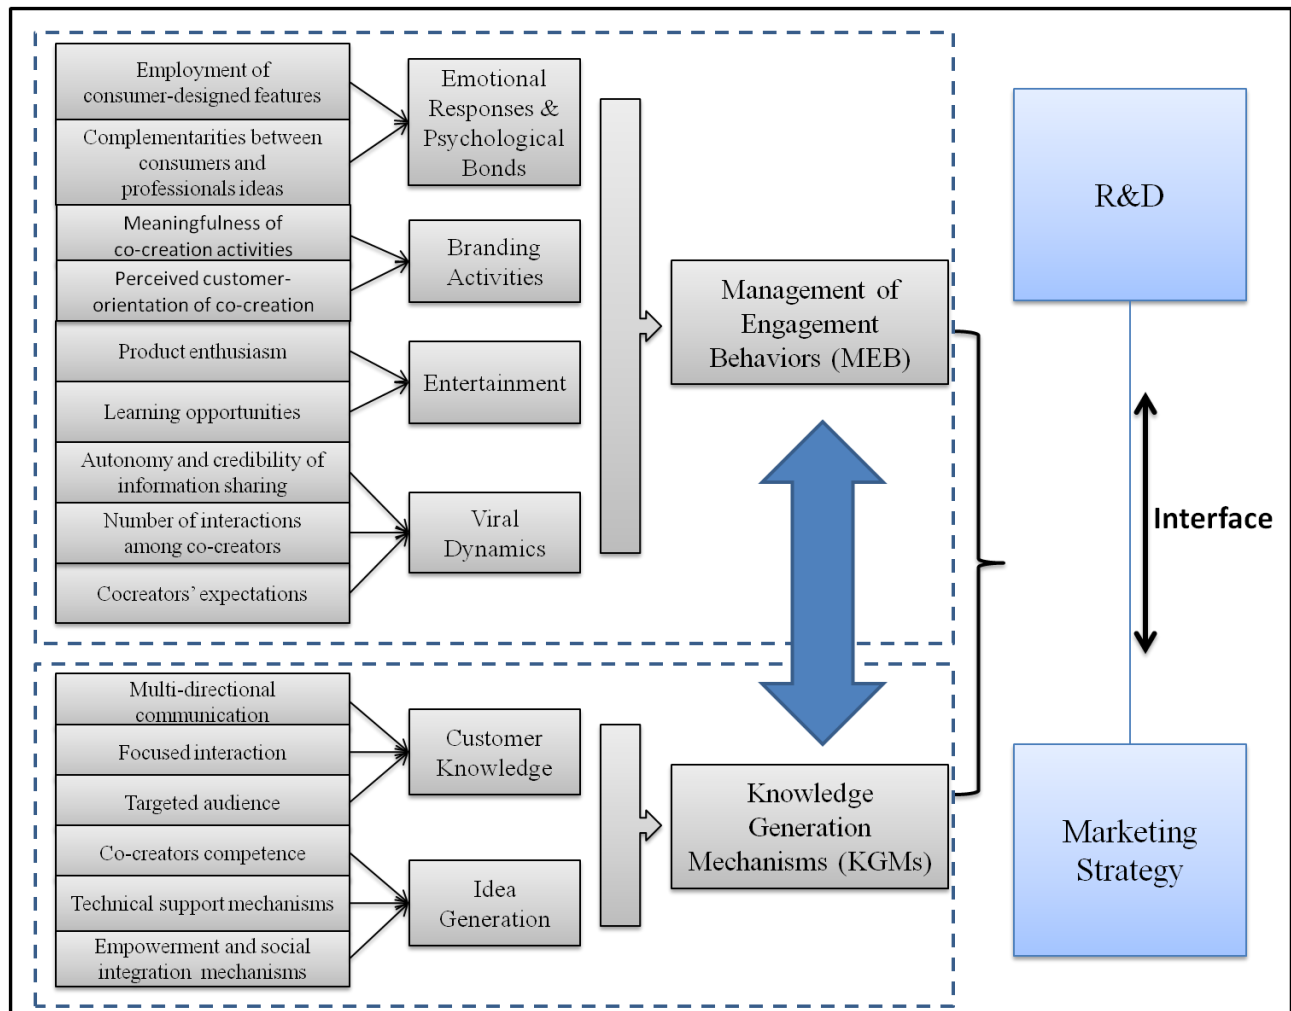 Employment of
consumer-designed features
Complementarities between
consumers and
professionals ideas
Meaningfulness of
co-creation activities
Perceived customer-
orientation of co-creation
Product enthusiasm
Learning opportunities
Autonomy and credibility of
information sharing
Number of interactions
among co-creators
Cocreators’ expectations
Emotional
Responses &
Psychological
Bonds
Branding
Activities
Entertainment
Viral
Dynamics
Management of
Engagement
Behaviors (MEB)
Multi-directional
communication
Focused interaction
Targeted audience
Co-creators competence
Technical support mechanisms
Empowerment and social
integration mechanisms
Customer
Knowledge
Idea
Generation
Knowledge
Generation
Mechanisms (KGMs)
R&D
Interface
Marketing
Strategy